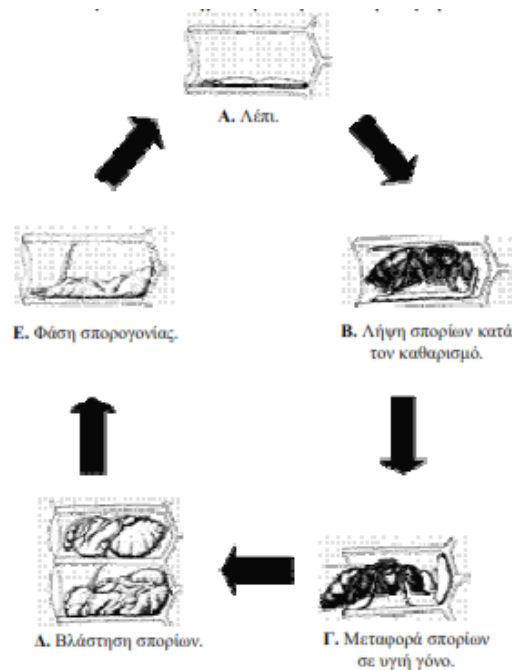 Α. Λέπι.
Β. Λήψη σπορίων κατά
τον καθαρισμό.
Γ. Μεταφορά σπορίων
σε υγιή γόνο.
Δ. Βλάστηση σπορίων.
Ε. Φάση σπορογονίας.